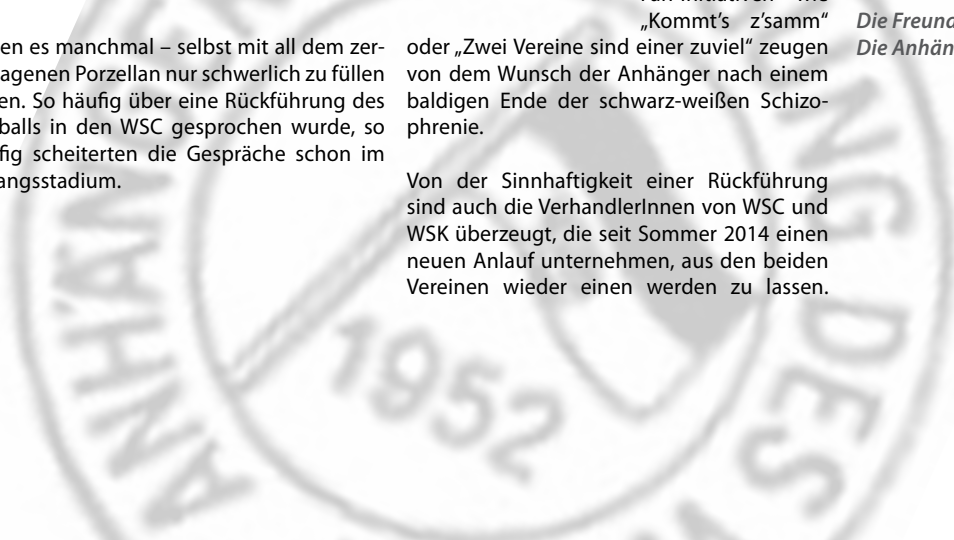 en es manchmal – selbst mit all dem zer-
agenen Porzellan nur schwerlich zu füllen
en. So häufig über eine Rückführung des
balls in den WSC gesprochen wurde, so
fig scheiterten die Gespräche schon im
angsstadium.
„Kommt's z'samm"
oder „Zwei Vereine sind einer zuviel" zeugen
von dem Wunsch der Anhänger nach einem
baldigen Ende der schwarz-weißen Schizo-
phrenie.
Von der Sinnhaftigkeit einer Rückführung
sind auch die VerhandlerInnen von WSC und
WSK überzeugt, die seit Sommer 2014 einen
neuen Anlauf unternehmen, aus den beiden
Vereinen wieder einen werden zu lassen.
Die Freund
Die Anhän
ANHÄNGE
NG DES
1952